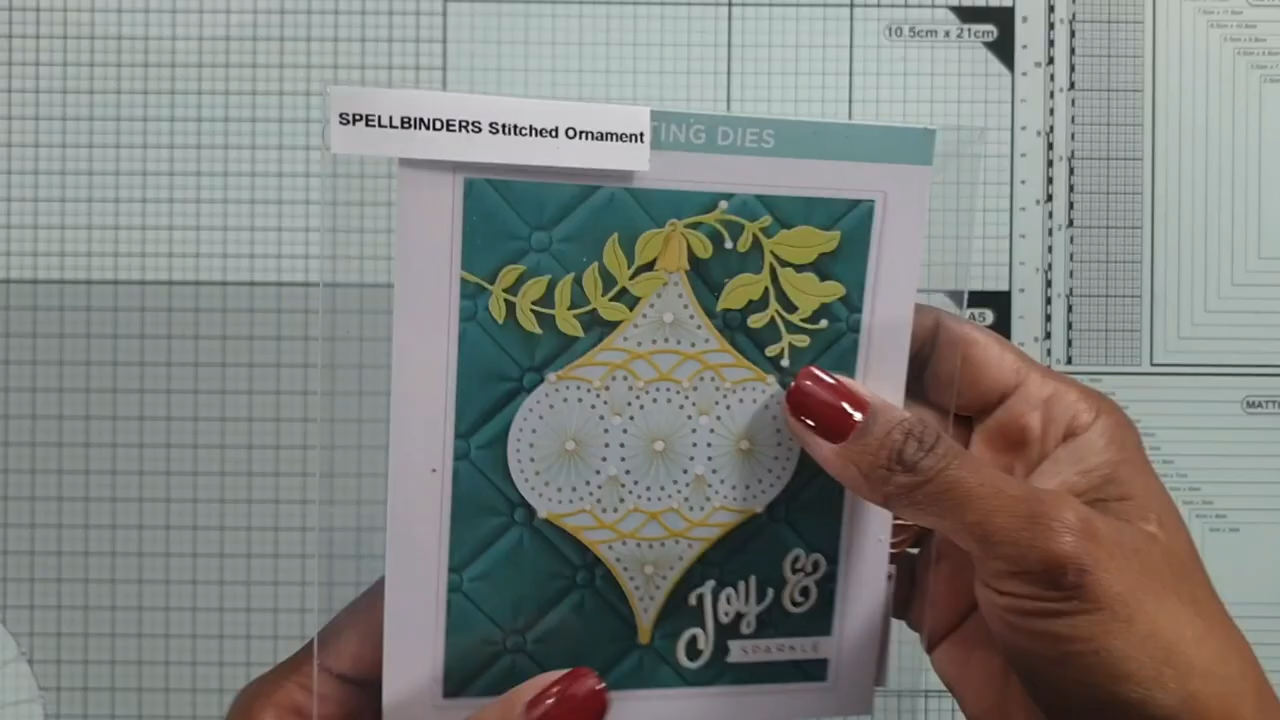 10.5cm x 21cm
SPELLBINDERS Stitched Ornament
TING DIES
A5
MATT
Joy &
SPARKLE